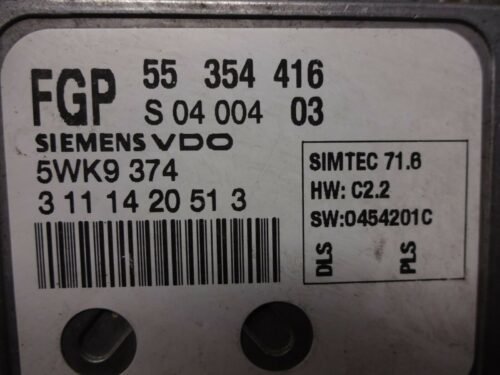 FGP 55 354 416
S 04 004 03
SIEMENS VDO
5WK9 374
3 11 14 20 51 3
SIMTEC 71.6
HW: C2.2
SW:0454201C
DLS PLS